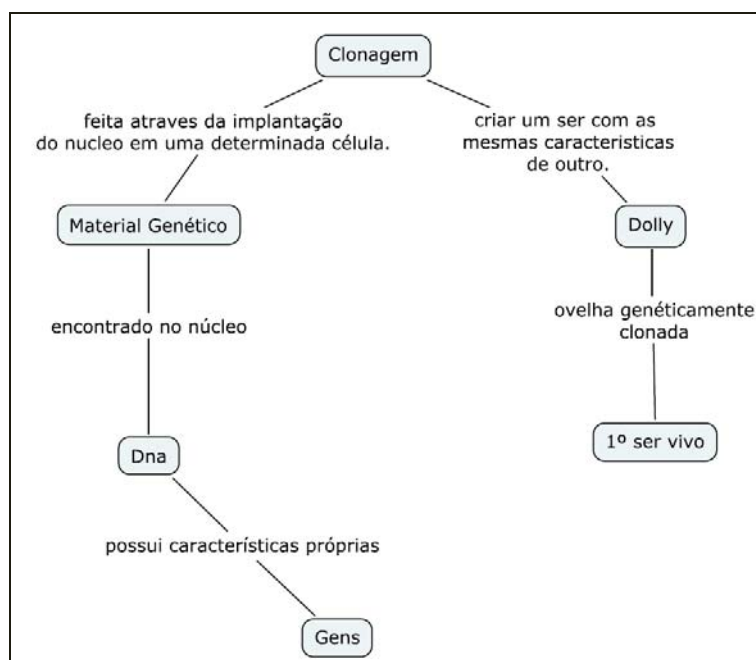 Clonagem
feita atraves da implantação
do nucleo em uma determinada célula.
criar um ser com as
mesmas caracteristicas
de outro.
Material Genético
Dolly
encontrado no núcleo
ovelha genéticamente
clonada
Dna
1º ser vivo
possui características próprias
Gens